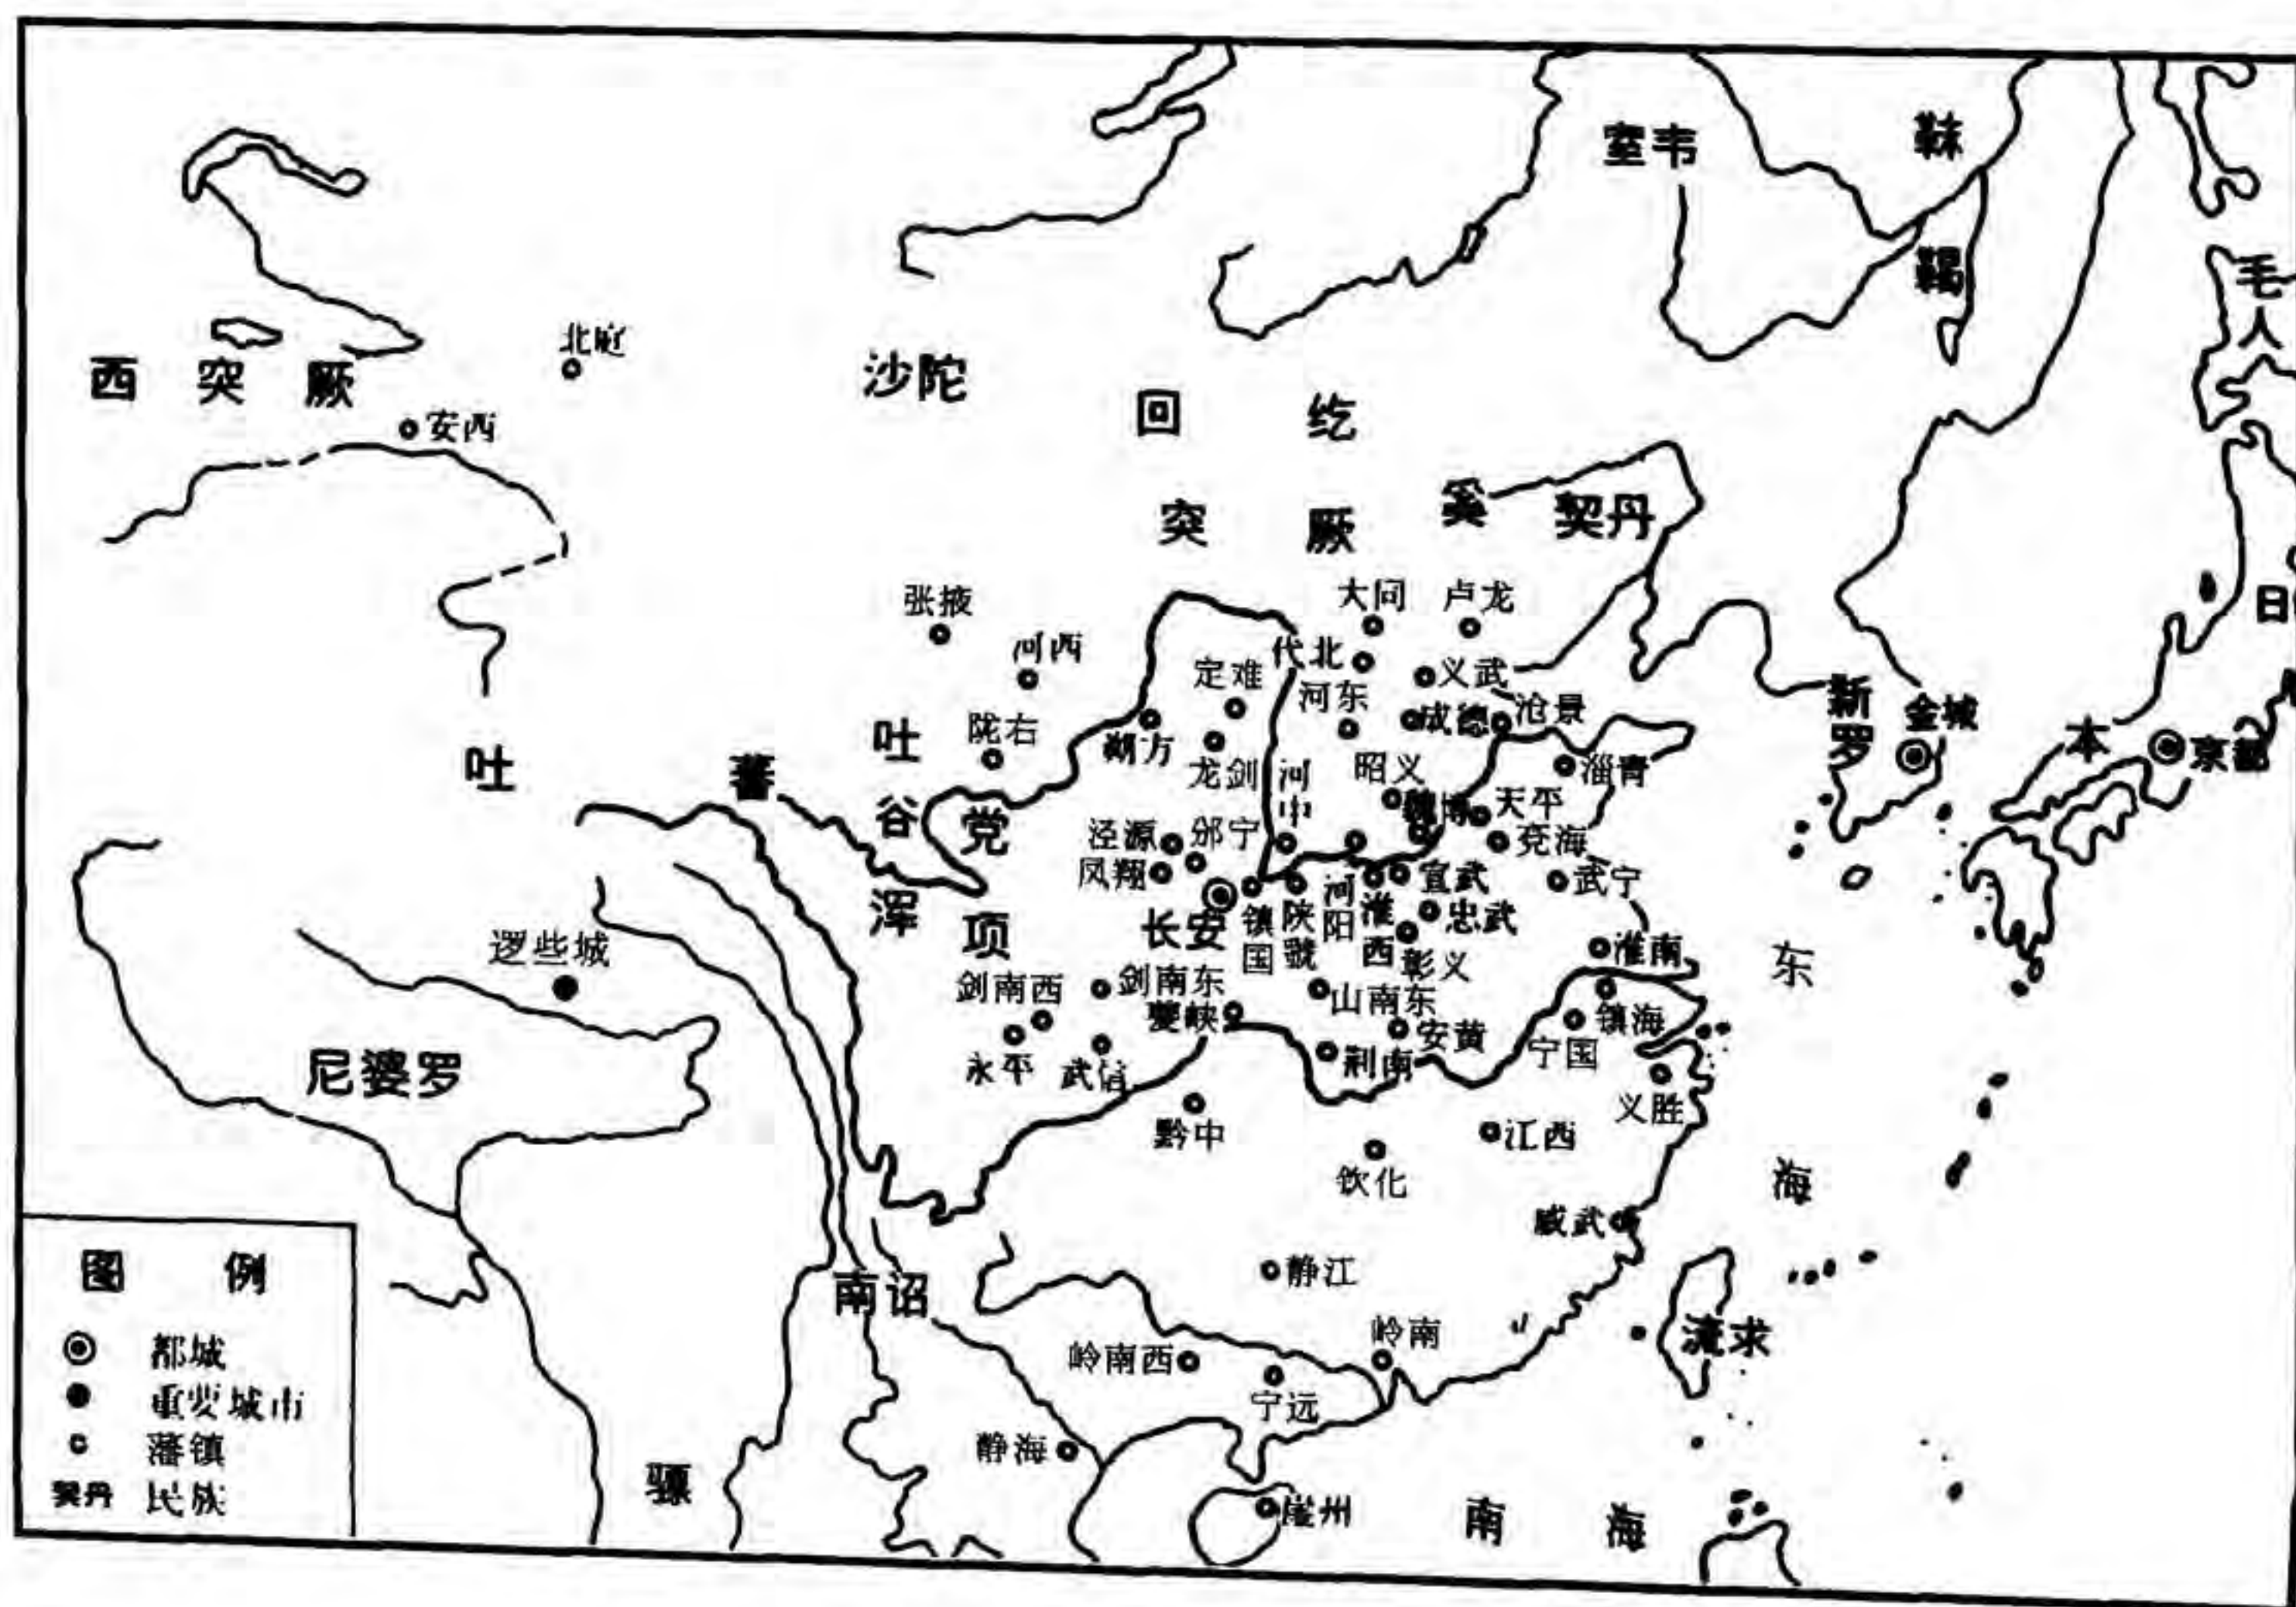 室韦
靺
鞨
毛人
北庭
西突厥
安西
沙陀
回纥
突厥
奚
契丹
日
本
张掖
河西
陇右
大同
卢龙
代北
义武
定难
河东
成德
沧景
朔方
龙剑
河中
昭义
魏博
天平
淄青
兖海
新罗
金城
京都
吐
蕃
吐谷浑
党项
泾源
邠宁
凤翔
长安
镇国
陕虢
河阳
淮西
宣武
忠武
彰义
武宁
淮南
逻些城
剑南西
剑南东
夔峡
山南东
安黄
镇海
宁国
永平
武信
荆南
义胜
尼婆罗
黔中
钦化
江西
威武
东
海
静江
南诏
岭南西
岭南
宁远
流求
静海
骠
崖州
南海
图例
都城
重要城市
藩镇
契丹 民族